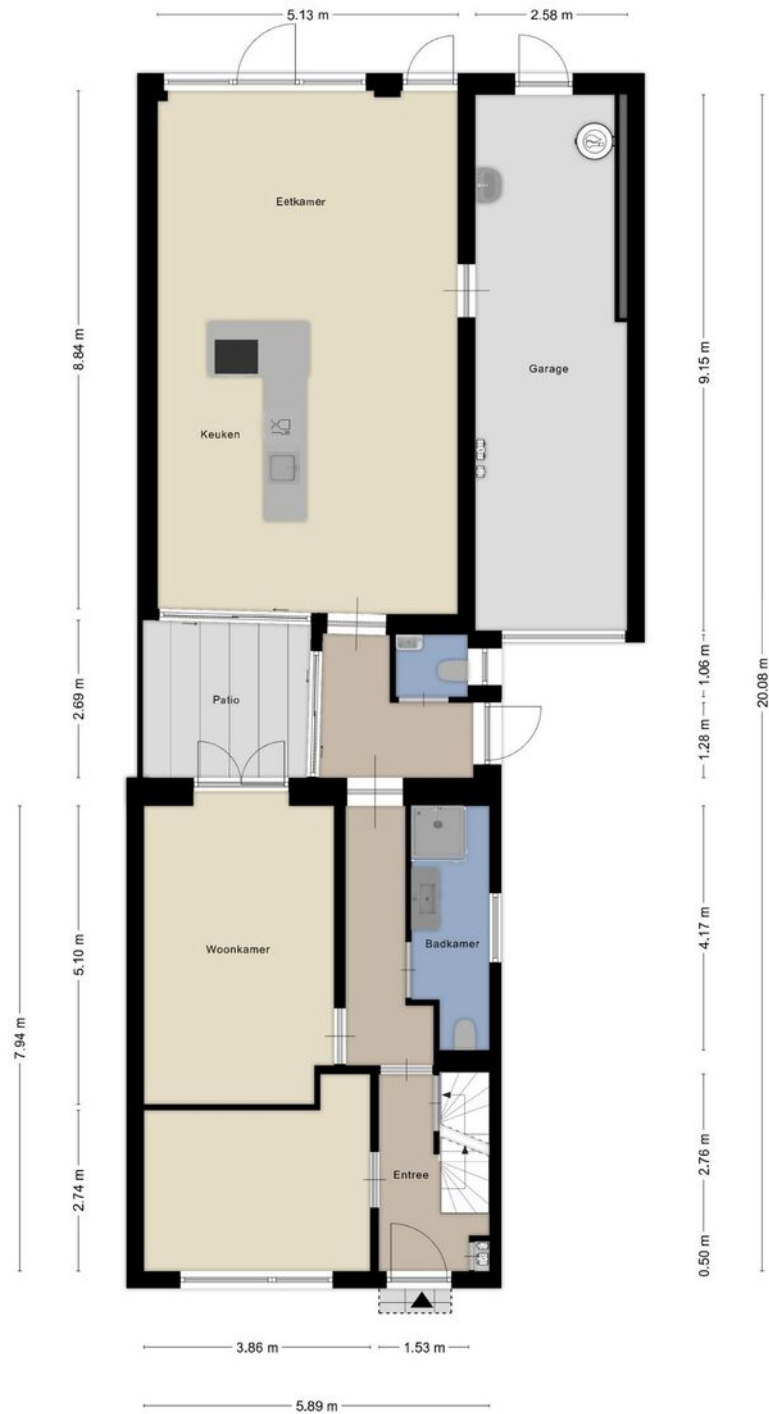 5.13 m
2.58 m
Eetkamer
8.84 m
Garage
9.15 m
Keuken
20.08 m
1.06 m
2.69 m
Patio
1.28 m
7.94 m
5.10 m
Woonkamer
Badkamer
4.17 m
2.74 m
Entree
2.76 m
0.50 m
3.86 m
1.53 m
5.89 m